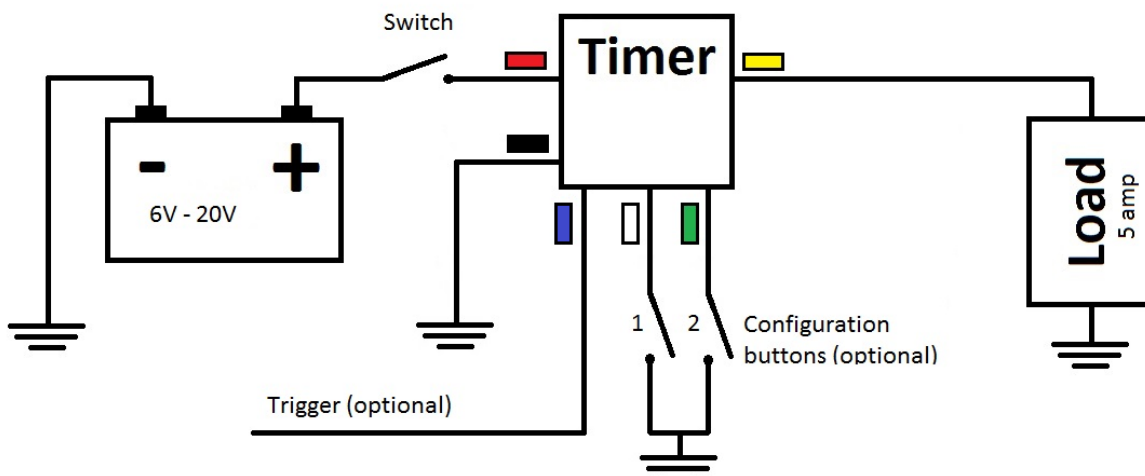 Switch
Timer
-
+
6V - 20V
Load
5 amp
1
2
Configuration
buttons (optional)
Trigger (optional)